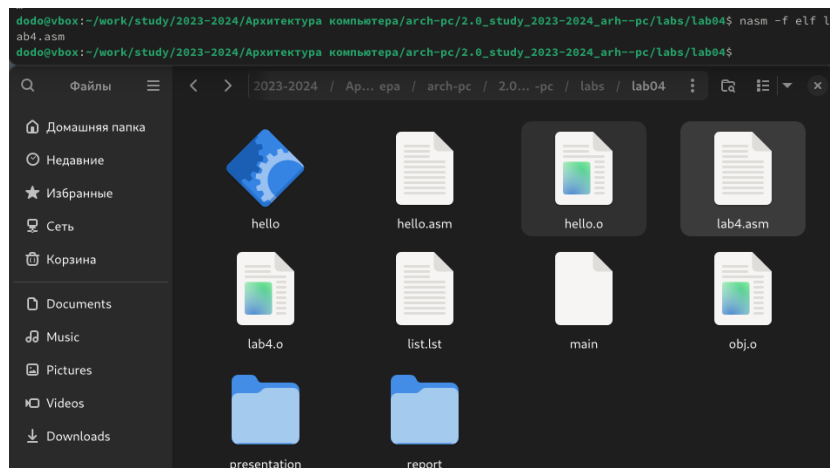 dodo@vbox:~/work/study/2023-2024/Архитектура компьютера/arch-pc/2.0_study_2023-2024_arh--pc/labs/lab04$ nasm -f elf l
ab4.asm
dodo@vbox:~/work/study/2023-2024/Архитектура компьютера/arch-pc/2.0_study_2023-2024_arh--pc/labs/lab04$
Файлы
2023-2024 / Ар... ера / arch-pc / 2.0... -pc / labs / lab04
Домашняя папка
Недавние
Избранные
Сеть
Корзина
Documents
Music
Pictures
Videos
Downloads
hello
hello.asm
hello.o
lab4.asm
lab4.o
list.lst
main
obj.o
presentation
report